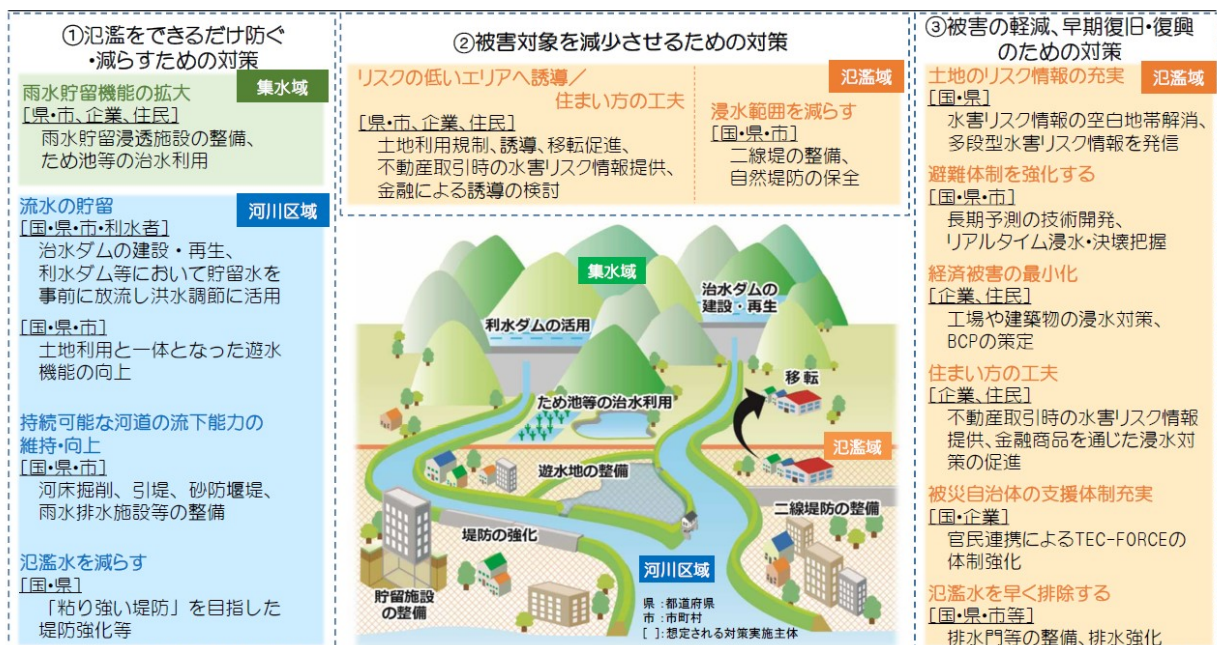 ①氾濫をできるだけ防ぐ
・減らすための対策
集水域
雨水貯留機能の拡大
[県・市、企業、住民]
雨水貯留浸透施設の整備、
ため池等の治水利用
河川区域
流水の貯留
[国・県・市・利水者]
治水ダムの建設・再生、
利水ダム等において貯留水を
事前に放流し洪水調節に活用
[国・県・市]
土地利用と一体となった遊水
機能の向上
持続可能な河道の流下能力の
維持・向上
[国・県・市]
河床掘削、引堤、砂防堰堤、
雨水排水施設等の整備
氾濫水を減らす
[国・県]
「粘り強い堤防」を目指した
堤防強化等
②被害対象を減少させるための対策
リスクの低いエリアへ誘導／
住まい方の工夫
[県・市、企業、住民]
土地利用規制、誘導、移転促進、
不動産取引時の水害リスク情報提供、
金融による誘導の検討
氾濫域
浸水範囲を減らす
[国・県・市]
二線堤の整備、
自然堤防の保全
集水域
治水ダムの
建設・再生
利水ダムの活用
移転
ため池等の治水利用
氾濫域
遊水地の整備
二線堤防の整備
堤防の強化
河川区域
貯留施設
の整備
県：都道府県
市：市町村
[ ]：想定される対策実施主体
③被害の軽減、早期復旧・復興
のための対策
土地のリスク情報の充実
氾濫域
[国・県]
水害リスク情報の空白地帯解消、
多段型水害リスク情報を発信
避難体制を強化する
[国・県・市]
長期予測の技術開発、
リアルタイム浸水・決壊把握
経済被害の最小化
[企業、住民]
工場や建築物の浸水対策、
BCPの策定
住まい方の工夫
[企業、住民]
不動産取引時の水害リスク情報
提供、金融商品を通じた浸水対
策の促進
被災自治体の支援体制充実
[国・企業]
官民連携によるTEC-FORCEの
体制強化
氾濫水を早く排除する
[国・県・市等]
排水門等の整備、排水強化